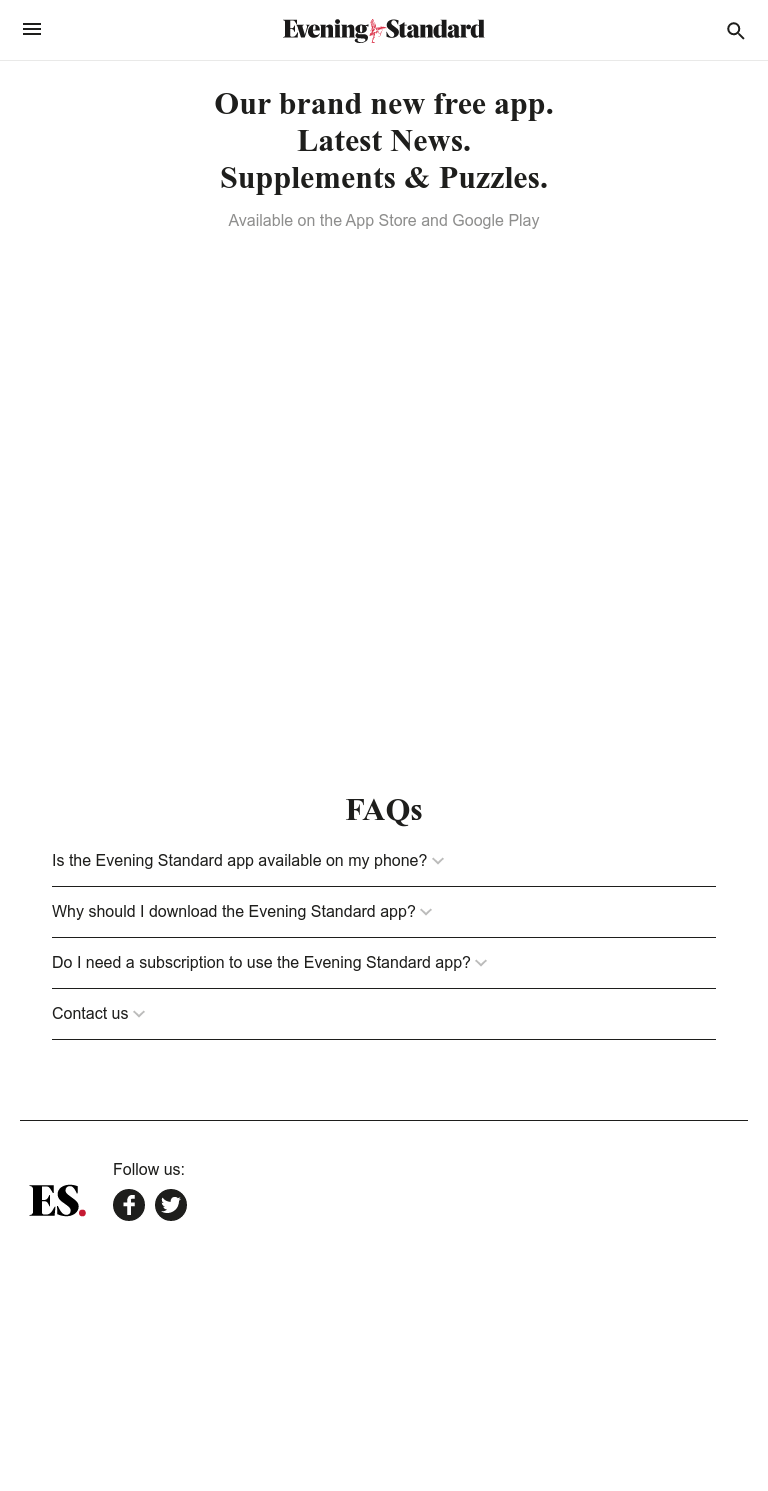 Evening Standard
Our brand new free app.
Latest News.
Supplements & Puzzles.
Available on the App Store and Google Play
FAQs
Is the Evening Standard app available on my phone?
Why should I download the Evening Standard app?
Do I need a subscription to use the Evening Standard app?
Contact us
Follow us:
ES.